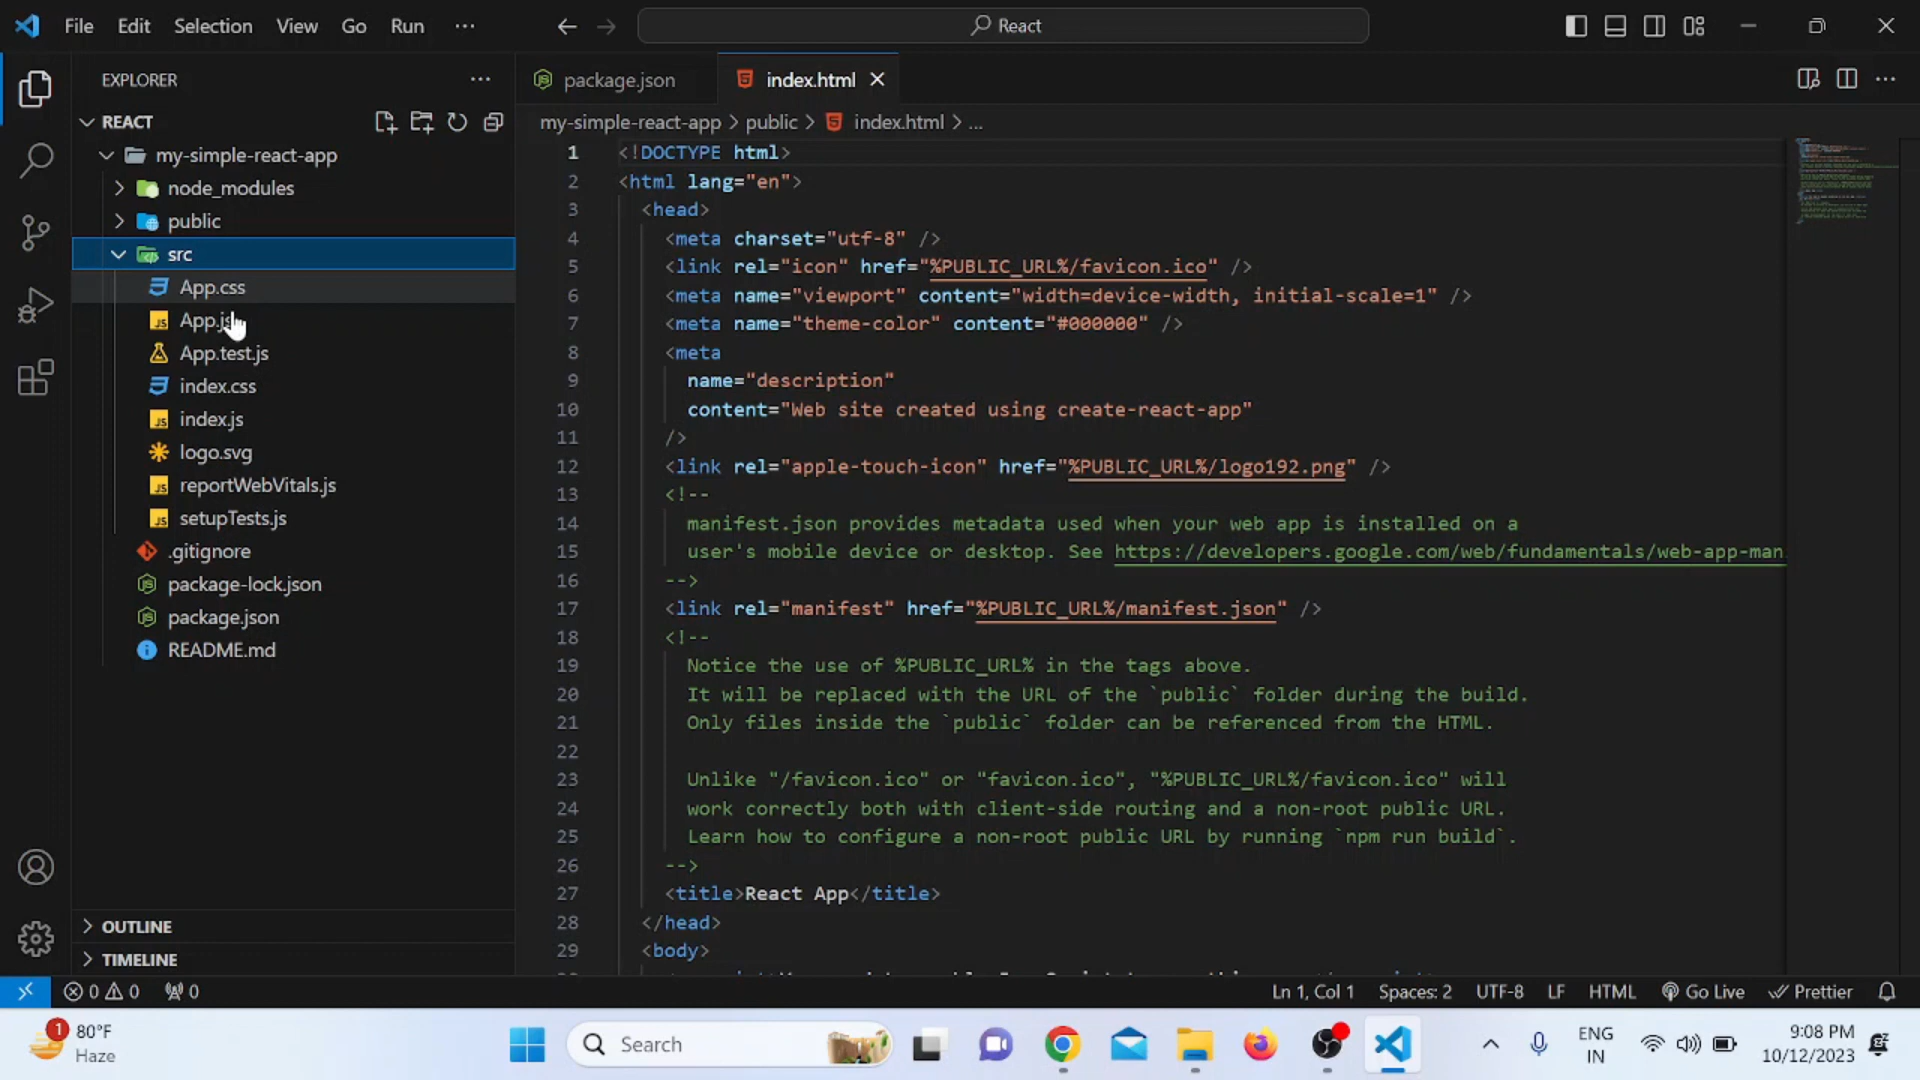 File Edit Selection View Go Run ···
React
EXPLORER ···
package.json
index.html
REACT
my-simple-react-app > public > index.html > ...
my-simple-react-app
node_modules
public
src
App.css
App.js
App.test.js
index.css
index.js
logo.svg
reportWebVitals.js
setupTests.js
.gitignore
package-lock.json
package.json
README.md
OUTLINE
TIMELINE
1 <!DOCTYPE html>
2 <html lang="en">
3 <head>
4 <meta charset="utf-8" />
5 <link rel="icon" href="%PUBLIC_URL%/favicon.ico" />
6 <meta name="viewport" content="width=device-width, initial-scale=1" />
7 <meta name="theme-color" content="#000000" />
8 <meta
9 name="description"
10 content="Web site created using create-react-app"
11 />
12 <link rel="apple-touch-icon" href="%PUBLIC_URL%/logo192.png" />
13 <!--
14 manifest.json provides metadata used when your web app is installed on a
15 user's mobile device or desktop. See https://developers.google.com/web/fundamentals/web-app-man
16 -->
17 <link rel="manifest" href="%PUBLIC_URL%/manifest.json" />
18 <!--
19 Notice the use of %PUBLIC_URL% in the tags above.
20 It will be replaced with the URL of the `public` folder during the build.
21 Only files inside the `public` folder can be referenced from the HTML.
22
23 Unlike "/favicon.ico" or "favicon.ico", "%PUBLIC_URL%/favicon.ico" will
24 work correctly both with client-side routing and a non-root public URL.
25 Learn how to configure a non-root public URL by running `npm run build`.
26 -->
27 <title>React App</title>
28 </head>
29 <body>
0 0 0
Ln 1, Col 1 Spaces: 2 UTF-8 LF HTML Go Live Prettier
1
80°F
Haze
Search
ENG
IN
9:08 PM
10/12/2023